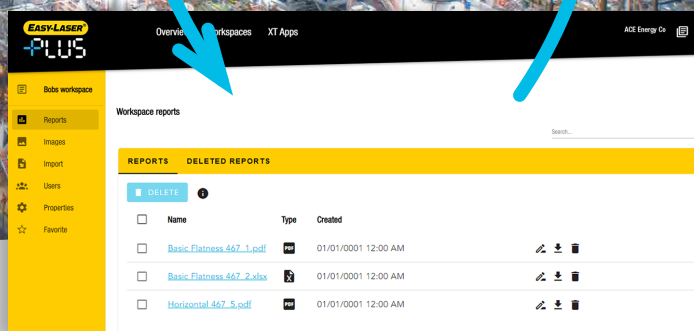 EASY-LASER®
+PLUS
Overview Workspaces XT Apps
ACE Energy Co
Bobs workspace
Reports
Images
Import
Users
Properties
Favorite
Workspace reports
Search...
REPORTS DELETED REPORTS
DELETE
Name Type Created
Basic Flatness 467_1.pdf PDF 01/01/0001 12:00 AM
Basic Flatness 467_2.xlsx 01/01/0001 12:00 AM
Horizontal 467_5.pdf PDF 01/01/0001 12:00 AM